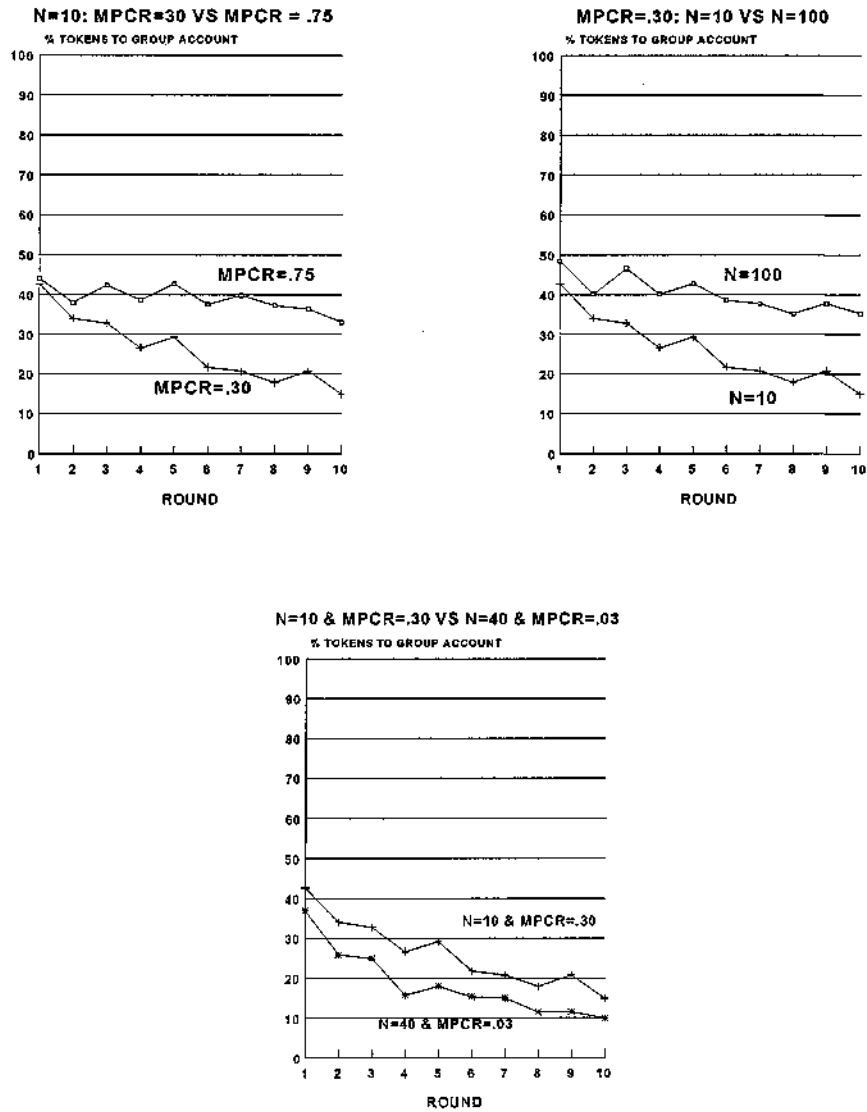 N=10: MPCR=30 VS MPCR = .75
% TOKENS TO GROUP ACCOUNT
100
90
80
70
60
50
40
30
20
10
0
MPCR=.75
MPCR=.30
1 2 3 4 5 6 7 8 9 10
ROUND
MPCR=.30: N=10 VS N=100
% TOKENS TO GROUP ACCOUNT
100
90
80
70
60
50
40
30
20
10
0
N=100
N=10
1 2 3 4 5 6 7 8 9 10
ROUND
N=10 & MPCR=.30 VS N=40 & MPCR=.03
% TOKENS TO GROUP ACCOUNT
100
90
80
70
60
50
40
30
20
10
0
N=10 & MPCR=.30
N=40 & MPCR=.03
1 2 3 4 5 6 7 8 9 10
ROUND